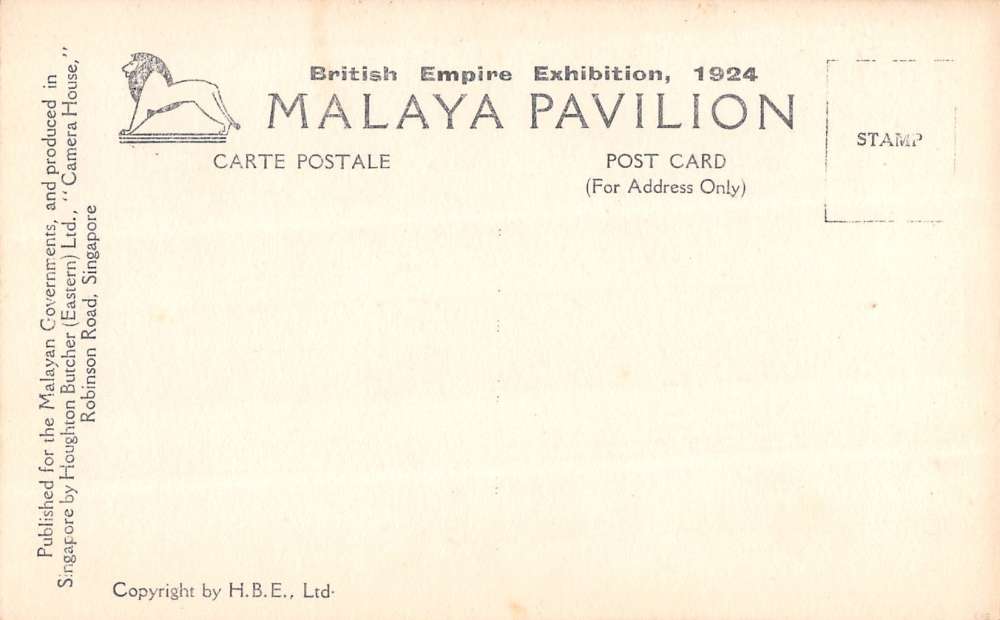 British Empire Exhibition, 1924
MALAYA PAVILION
CARTE POSTALE
POST CARD
(For Address Only)
STAMP
Published for the Malayan Governments, and produced in
Singapore by Houghton Butcher (Eastern) Ltd., "Camera House,"
Robinson Road, Singapore
Copyright by H.B.E., Ltd.